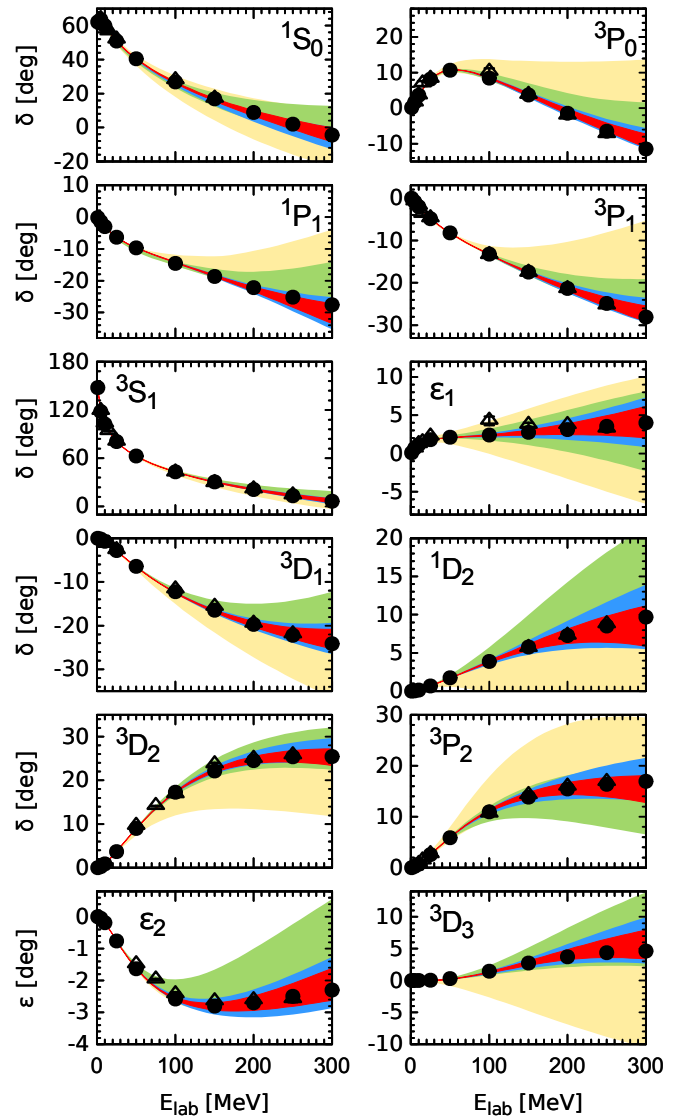 δ [deg]
60
40
20
0
-20
¹S₀
20
10
0
-10
³P₀
δ [deg]
10
0
-10
-20
-30
¹P₁
0
-10
-20
-30
³P₁
δ [deg]
180
120
60
0
³S₁
10
5
0
-5
ε₁
δ [deg]
0
-10
-20
-30
³D₁
20
15
10
5
0
¹D₂
δ [deg]
30
20
10
0
³D₂
30
20
10
0
³P₂
ε [deg]
0
-1
-2
-3
-4
ε₂
10
5
0
-5
-10
³D₃
0 100 200 300
0 100 200 300
E_lab [MeV]
E_lab [MeV]